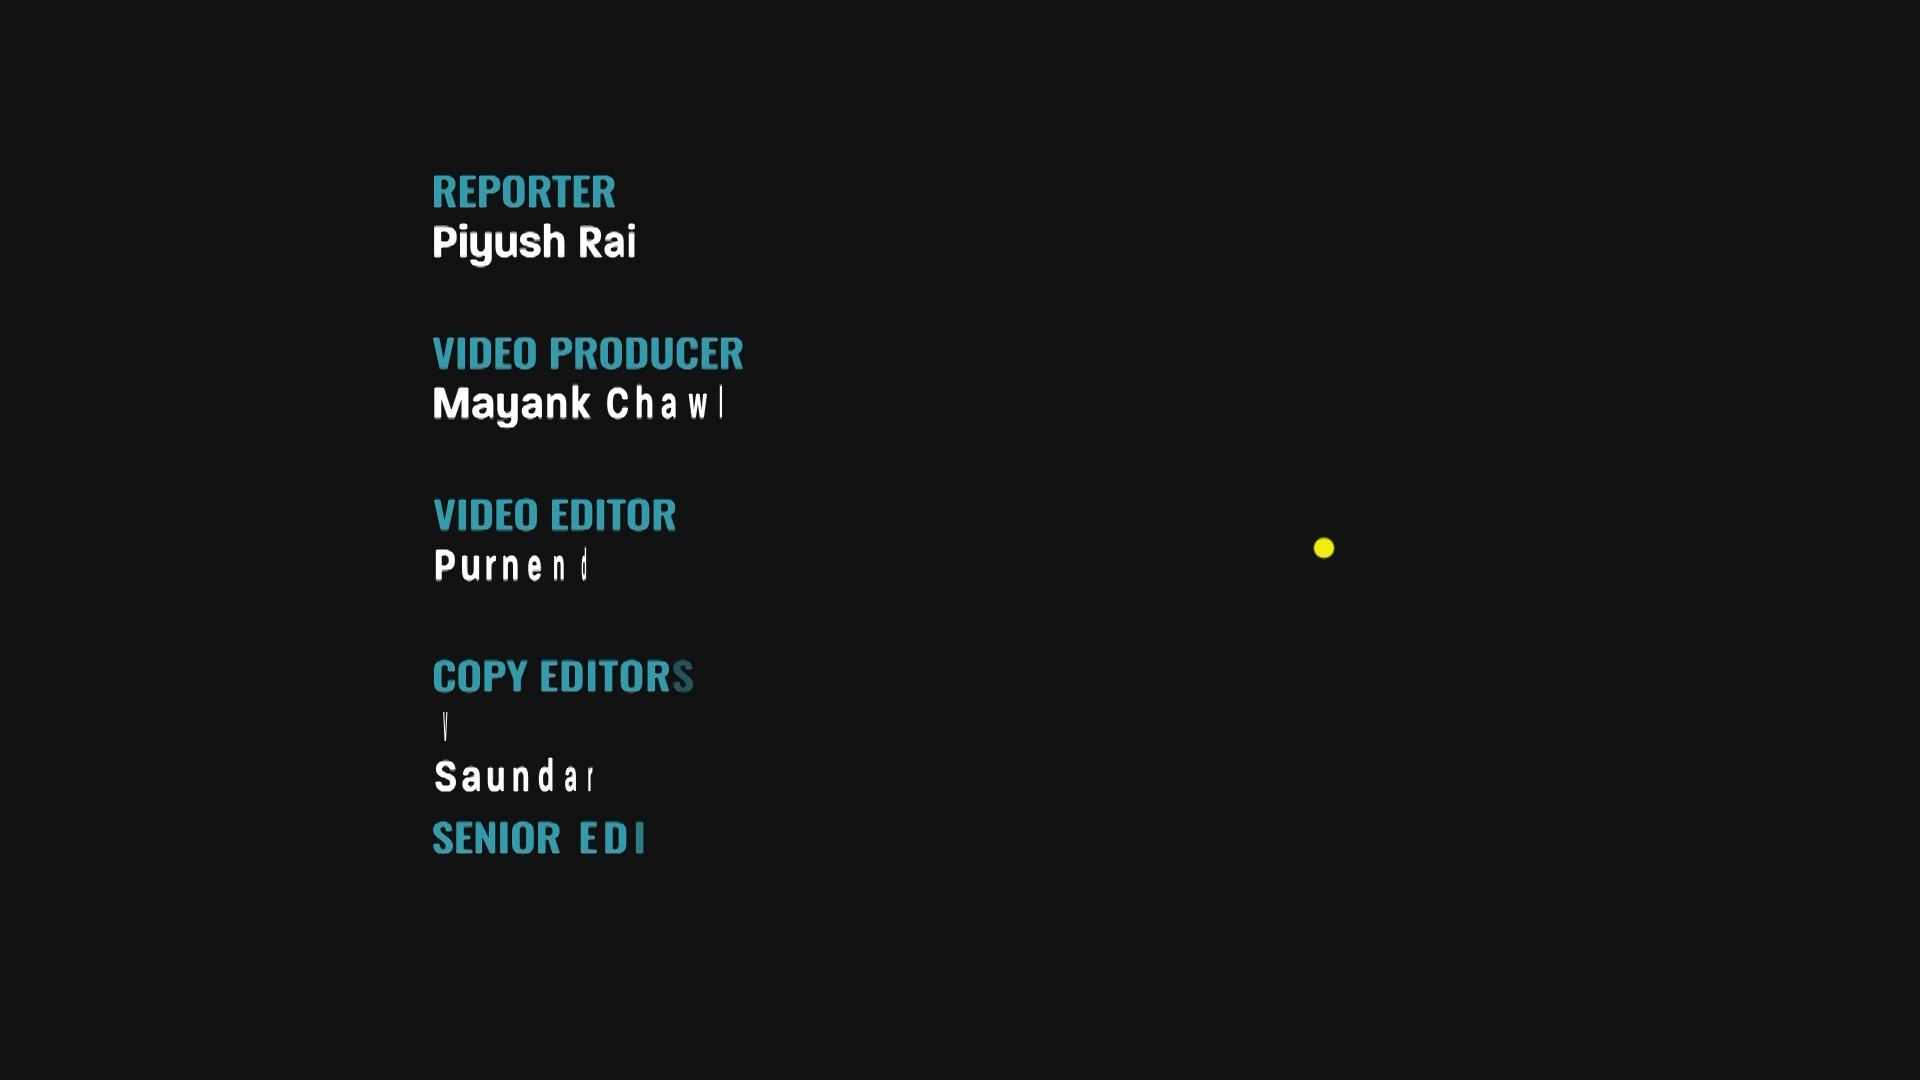 REPORTER
Piyush Rai
VIDEO PRODUCER
Mayank Chawl
VIDEO EDITOR
Purnend
COPY EDITORS
V
Saundar
SENIOR EDI